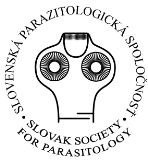 SLOVENSKÁ PARAZITOLOGICKÁ SPOLOČNOSŤ
SLOVAK SOCIETY
FOR PARASITOLOGY